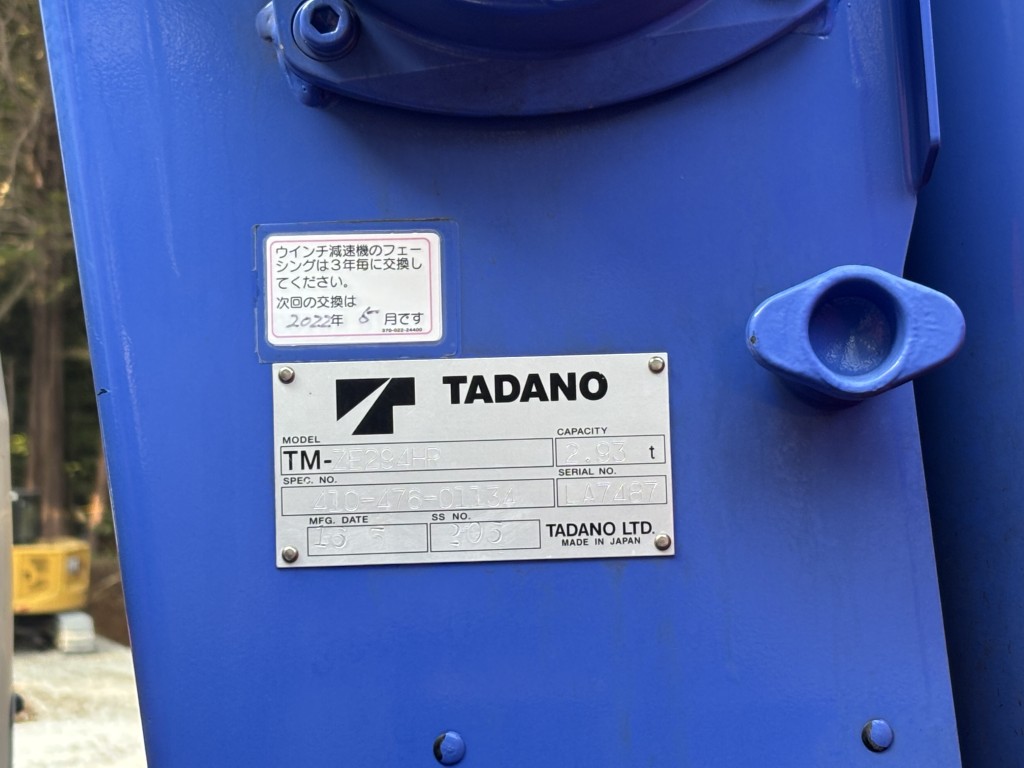 ウインチ減速機のフェー
シングは3年毎に交換し
てください。
次回の交換は
2022年 5 月です
TADANO
MODEL
TM-ZE294HR
CAPACITY
2.93 t
SPEC. NO.
SERIAL NO.
LA7487
MFG. DATE
SS NO.
TADANO LTD.
MADE IN JAPAN